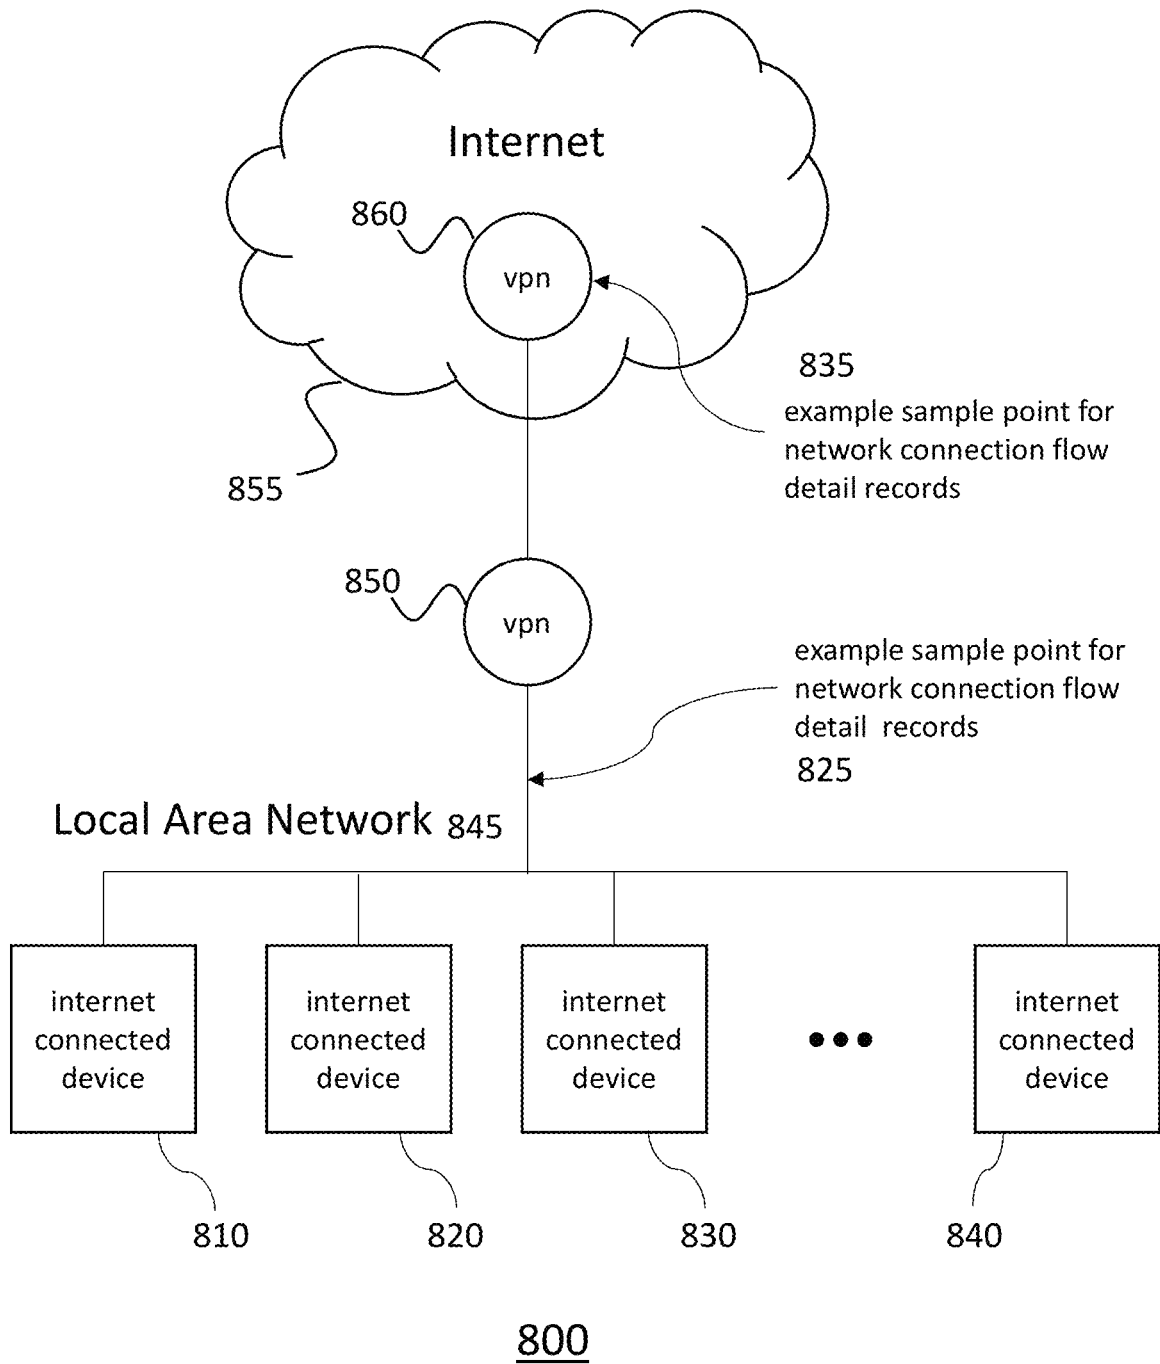 Internet
860
vpn
835
example sample point for
network connection flow
detail records
855
850
vpn
example sample point for
network connection flow
detail records
825
Local Area Network 845
internet
connected
device
internet
connected
device
internet
connected
device
internet
connected
device
810
820
830
840
800